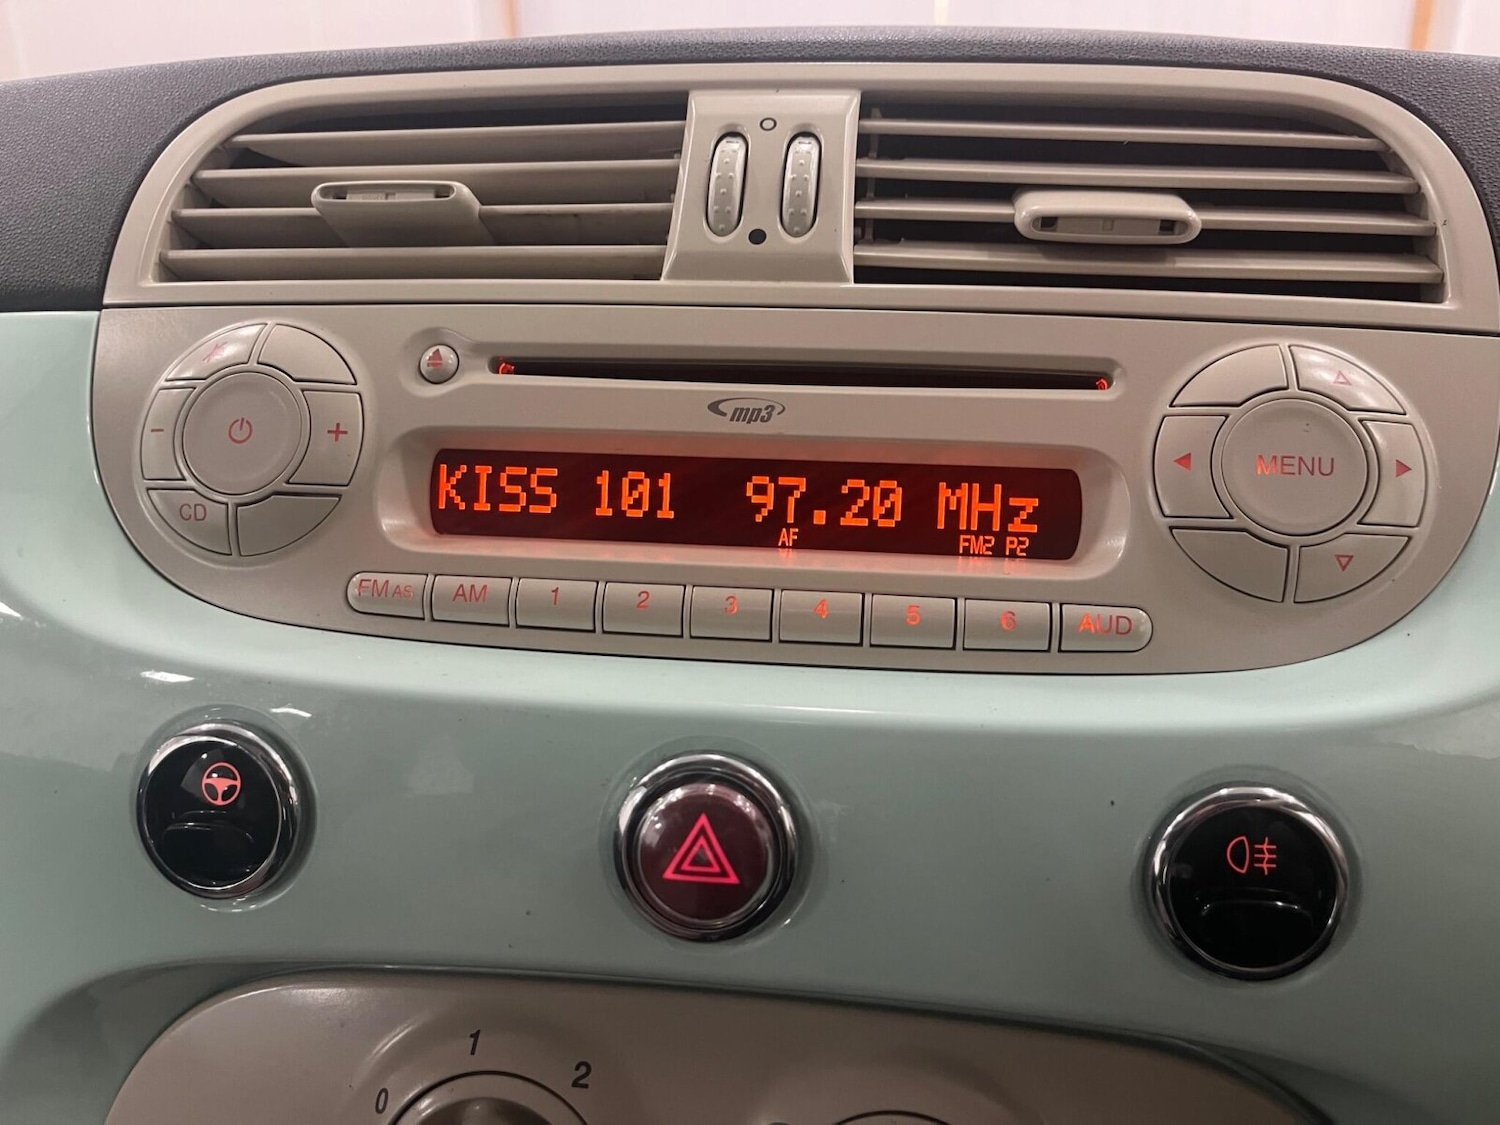 mp3
KISS 101 97.20 MHz
AF FM2 P2
CD
MENU
FM AS AM 1 2 3 4 5 6 AUD
0 1 2